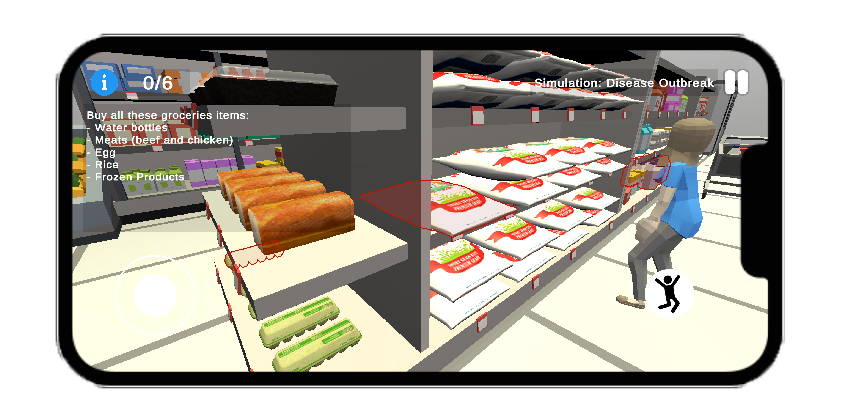 i
0/6
Simulation: Disease Outbreak
Buy all these groceries items:
- Water bottles
- Meats (beef and chicken)
- Egg
- Rice
- Frozen Products